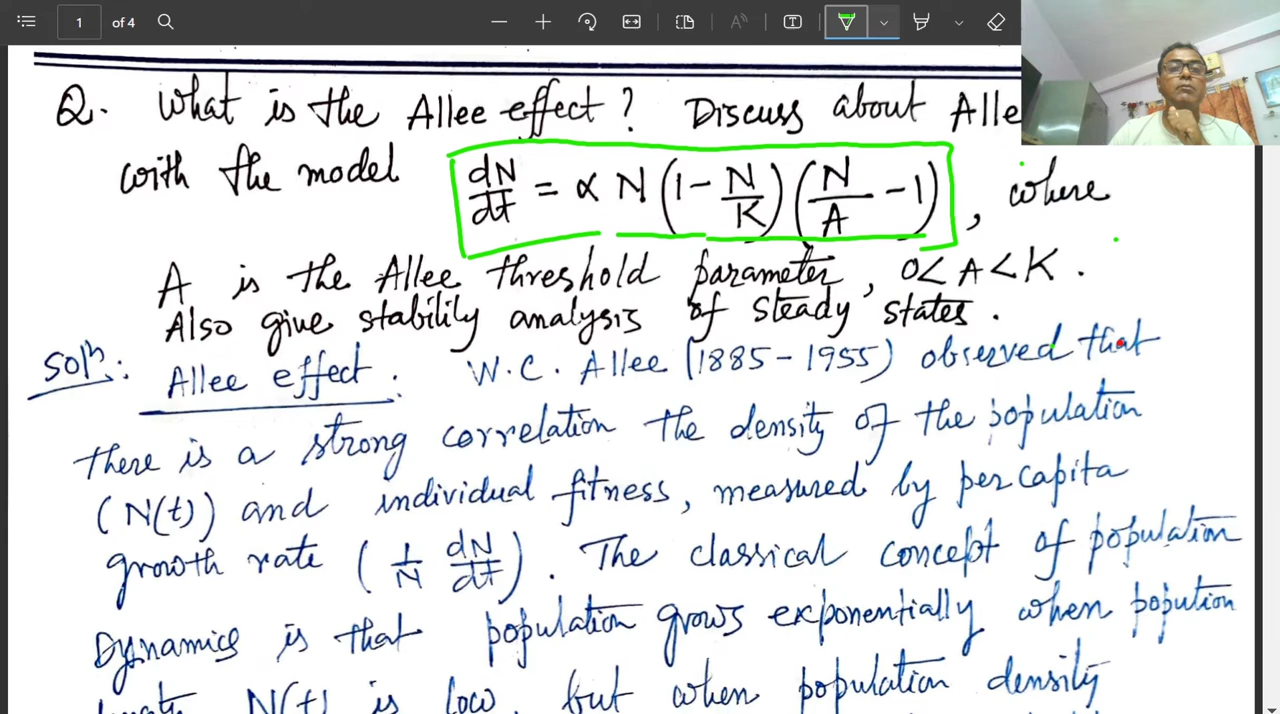 1 of 4
Q. What is the Allee effect? Discuss about Alle
with the model dN/dt = α N (1 - N/K) (N/A - 1), where
A is the Allee threshold parameter, 0 < A < K.
Also give stability analysis of steady states.
Solⁿ: Allee effect. W.C. Allee (1885-1955) observed that
there is a strong correlation the density of the population
(N(t)) and individual fitness, measured by per capita
growth rate (1/N dN/dt). The classical concept of population
Dynamics is that population grows exponentially when popution
N(t) is low, but when population density